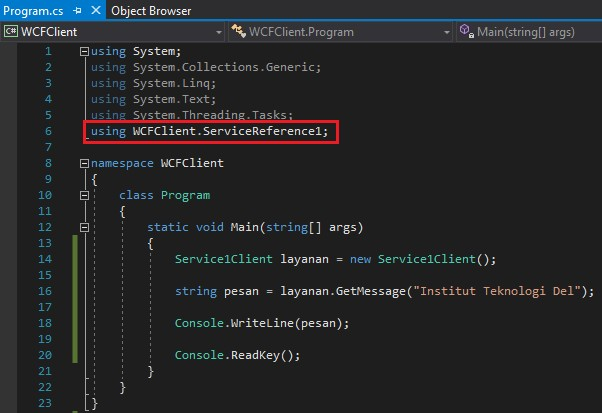 Program.cs Object Browser
C# WCFClient WCFClient.Program Main(string[] args)
1 using System;
2 using System.Collections.Generic;
3 using System.Linq;
4 using System.Text;
5 using System.Threading.Tasks;
6 using WCFClient.ServiceReference1;
7
8 namespace WCFClient
9 {
10 class Program
11 {
12 static void Main(string[] args)
13 {
14 Service1Client layanan = new Service1Client();
15
16 string pesan = layanan.GetMessage("Institut Teknologi Del");
17
18 Console.WriteLine(pesan);
19
20 Console.ReadKey();
21 }
22 }
23 }